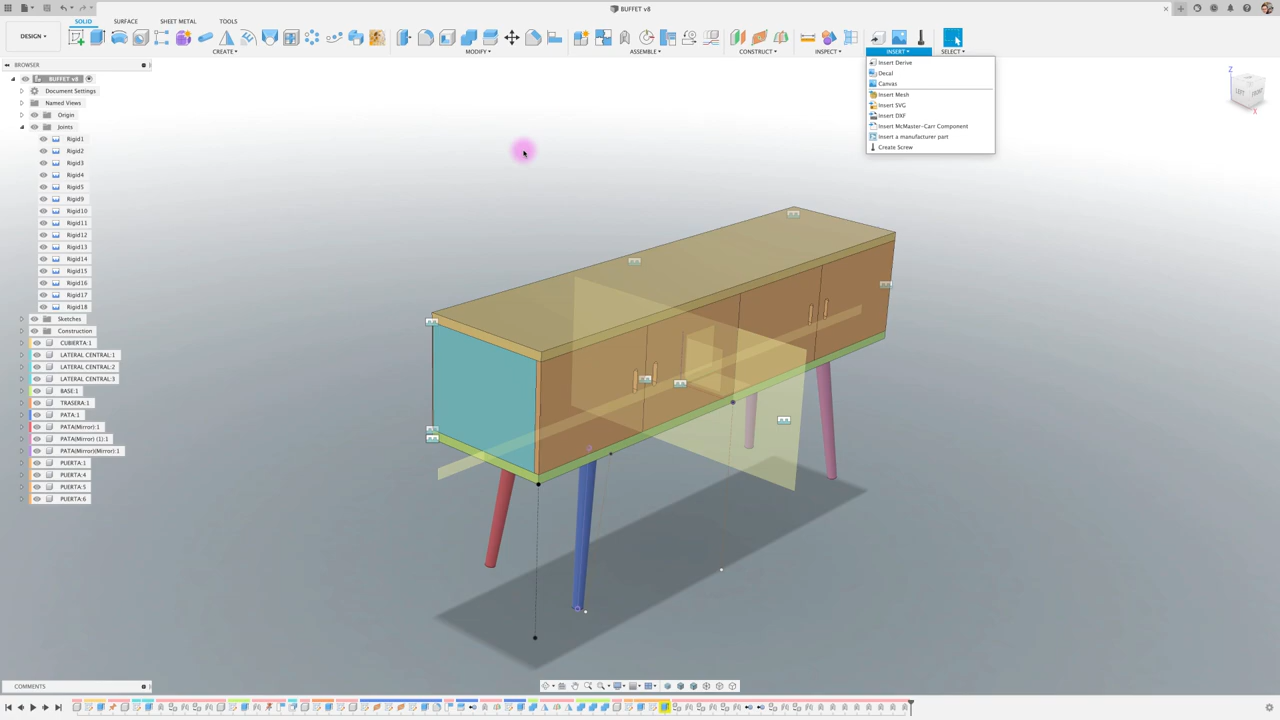 BUFFET v8
DESIGN
SOLID
SURFACE
SHEET METAL
TOOLS
CREATE
MODIFY
ASSEMBLE
CONSTRUCT
INSPECT
INSERT
SELECT
Insert Derive
Decal
Canvas
Insert Mesh
Insert SVG
Insert DXF
Insert McMaster-Carr Component
Insert a manufacturer part
Create Screw
BROWSER
BUFFET v8
Document Settings
Named Views
Origin
Joints
Rigid1
Rigid2
Rigid3
Rigid4
Rigid5
Rigid9
Rigid10
Rigid11
Rigid12
Rigid13
Rigid14
Rigid15
Rigid16
Rigid17
Rigid18
Sketches
Construction
CUBIERTA:1
LATERAL CENTRAL:1
LATERAL CENTRAL:2
LATERAL CENTRAL:3
BASE:1
TRASERA:1
PATA:1
PATA(Mirror):1
PATA(Mirror) (1):1
PATA(Mirror)(Mirror):1
PUERTA:1
PUERTA:4
PUERTA:5
PUERTA:6
Z
LEFT
FRONT
X
COMMENTS